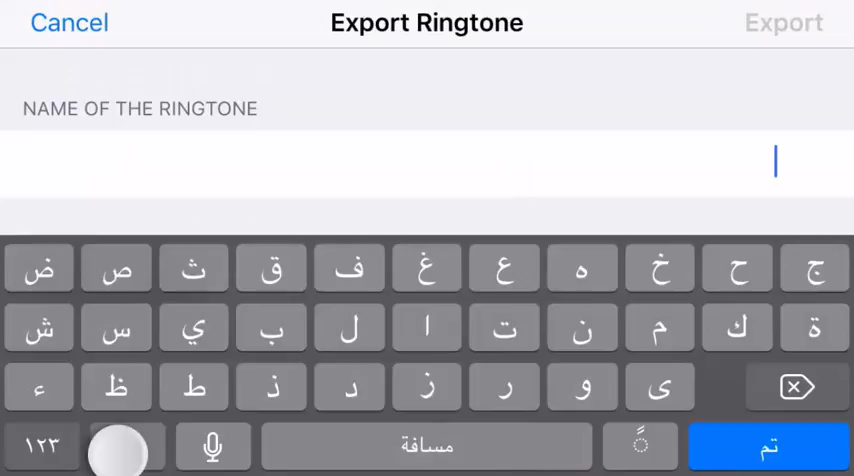 Cancel Export Ringtone Export
NAME OF THE RINGTONE
ض ص ث ق ف غ ع ه خ ح ج
ش س ي ب ل ا ت ن م ك ة
ء ظ ط ذ د ز ر و ى
١٢٣ مسافة تم